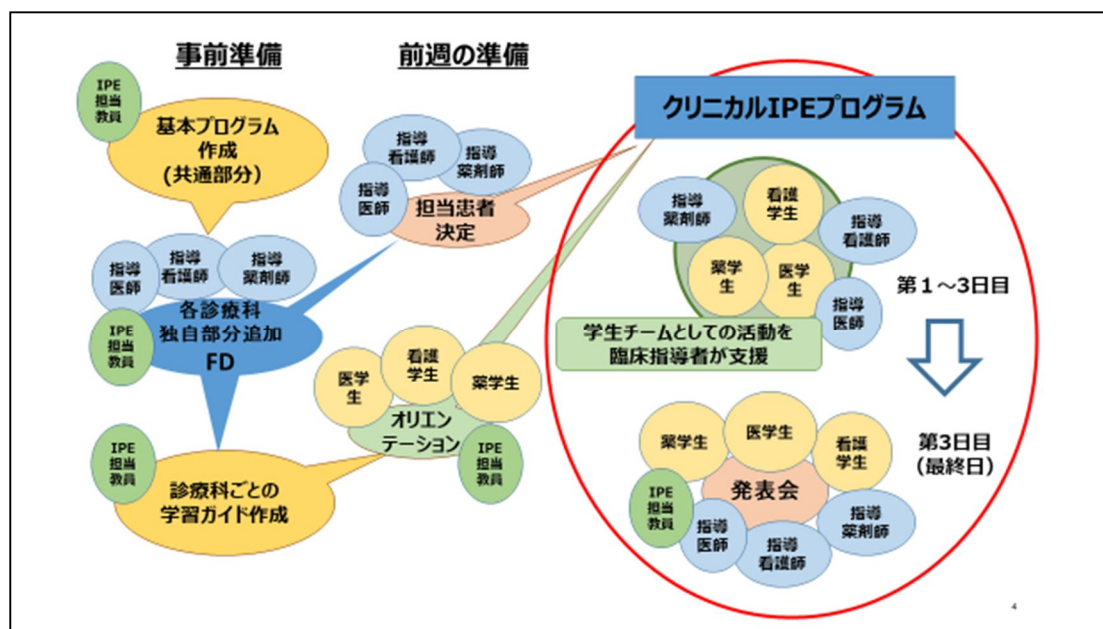 事前準備
IPE
担当
教員
基本プログラム
作成
(共通部分)
指導
医師
指導
看護師
指導
薬剤師
IPE
担当
教員
各診療科
独自部分追加
FD
IPE
担当
教員
診療科ごとの
学習ガイド作成
前週の準備
指導
看護師
指導
薬剤師
指導
医師
担当患者
決定
医学
生
看護
学生
薬学生
オリエン
テーション
IPE
担当
教員
クリニカルIPEプログラム
指導
薬剤師
看護
学生
指導
看護師
薬学
生
医学
生
指導
医師
学生チームとしての活動を
臨床指導者が支援
第１～3日目
第3日目
(最終日)
薬学生
医学生
看護
学生
発表会
IPE
担当
教員
指導
医師
指導
看護師
指導
薬剤師
4